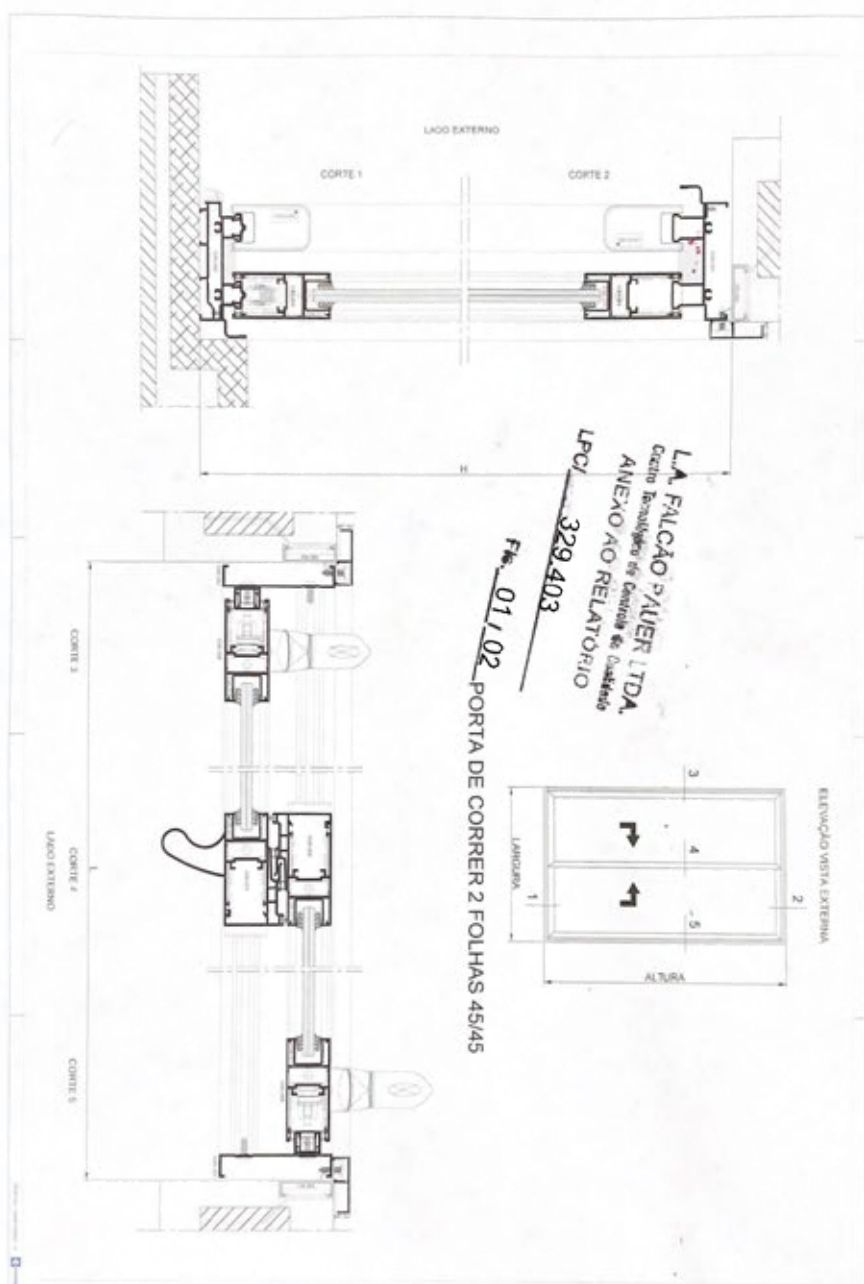 LADO EXTERNO
CORTE 1
CORTE 2
H
L.A. FALCÃO BAUER LTDA.
Centro Tecnológico de Controle de Qualidade
ANEXO AO RELATÓRIO
LPC/ 329.403
Fls. 01 / 02
PORTA DE CORRER 2 FOLHAS 45/45
ELEVAÇÃO VISTA EXTERNA
3
4
5
1
2
LARGURA
ALTURA
CORTE 3
CORTE 4
CORTE 5
L
LADO EXTERNO